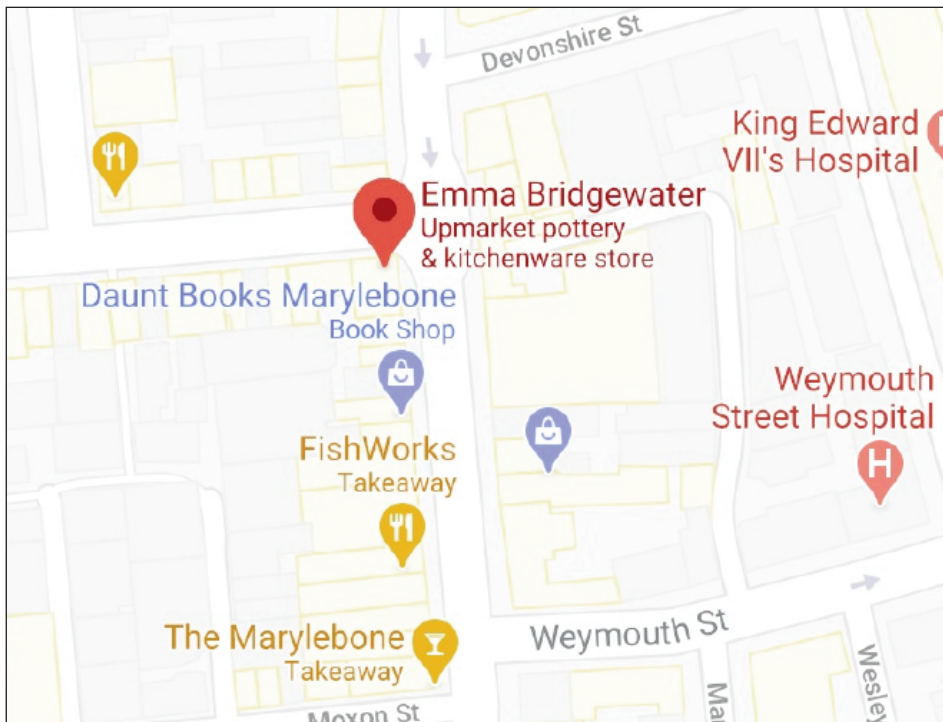 Devonshire St
King Edward
VII's Hospital
Emma Bridgewater
Upmarket pottery
& kitchenware store
Daunt Books Marylebone
Book Shop
Weymouth
Street Hospital
H
FishWorks
Takeaway
Weymouth St
The Marylebone
Takeaway
Wesley
Moxon St